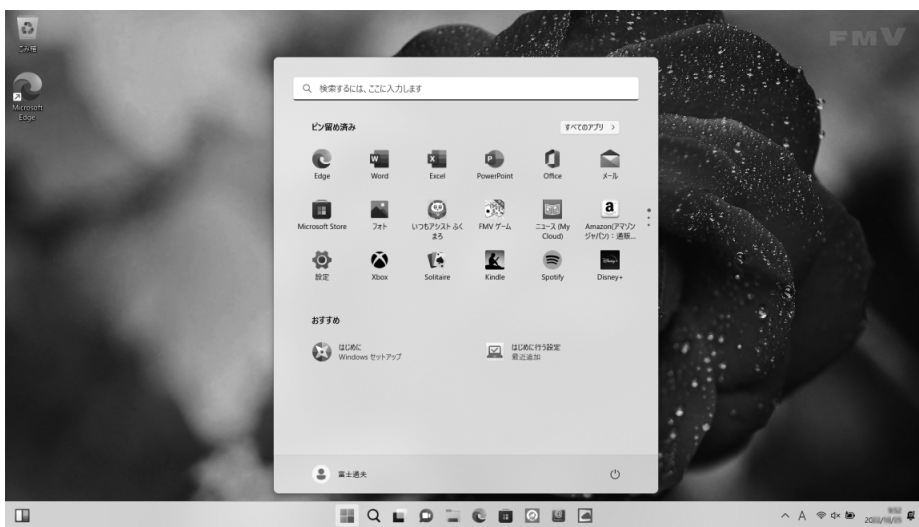 ごみ箱
FMV
Microsoft
Edge
検索するには、ここに入力します
ピン留め済み
すべてのアプリ >
Edge
Word
Excel
PowerPoint
Office
メール
Microsoft Store
フォト
いつもアシスト ふく
まろ
FMV ゲーム
ニュース (My
Cloud)
Amazon(アマゾン
ジャパン)：通販...
設定
Xbox
Solitaire
Kindle
Spotify
Disney+
おすすめ
はじめに
Windows セットアップ
はじめに行う設定
最近追加
富士通夫
A